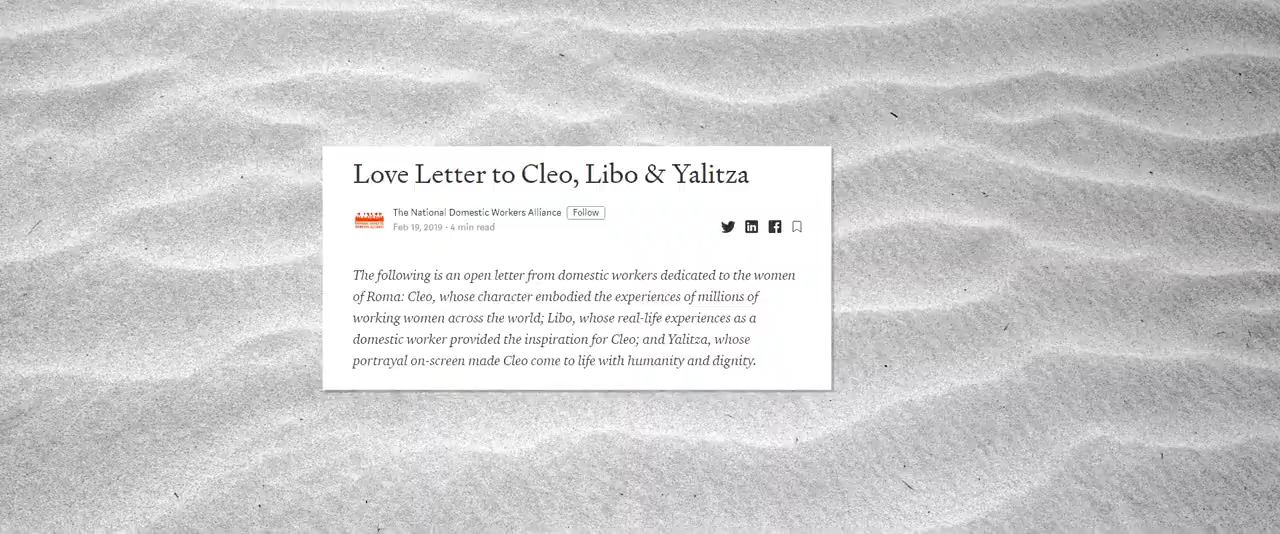 Love Letter to Cleo, Libo & Yalitza
The National Domestic Workers Alliance Follow
Feb 19, 2019 · 4 min read
The following is an open letter from domestic workers dedicated to the women
of Roma: Cleo, whose character embodied the experiences of millions of
working women across the world; Libo, whose real-life experiences as a
domestic worker provided the inspiration for Cleo; and Yalitza, whose
portrayal on-screen made Cleo come to life with humanity and dignity.